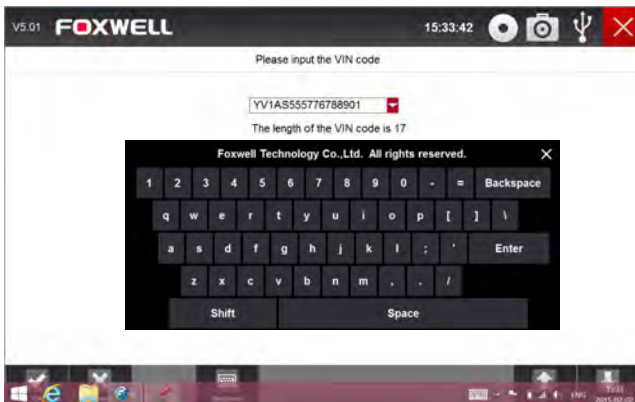 V5.01 FOXWELL 15:33:42
Please input the VIN code
YV1AS555776788901
The length of the VIN code is 17
Foxwell Technology Co.,Ltd. All rights reserved.
1 2 3 4 5 6 7 8 9 0 - = Backspace
q w e r t y u i o p [ ] \
a s d f g h j k l ; ' Enter
z x c v b n m , . /
Shift Space
ENG